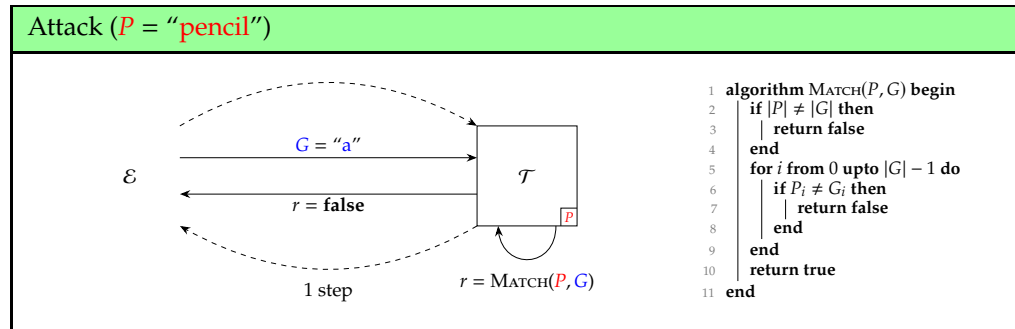 Attack (P = “pencil”)
G = “a”
ℰ
𝒯
r = false
P
1 step
r = MATCH(P, G)
1 algorithm MATCH(P, G) begin
2 if |P| ≠ |G| then
3 return false
4 end
5 for i from 0 upto |G| − 1 do
6 if Pᵢ ≠ Gᵢ then
7 return false
8 end
9 end
10 return true
11 end